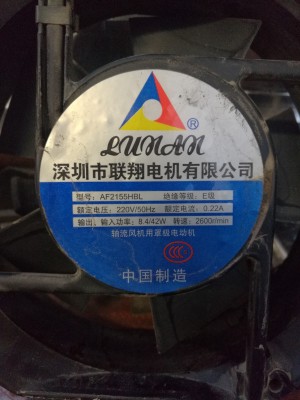 ®
LUNAN
深圳市联翔电机有限公司
型号：AF2155HBL 绝缘等级：E级
额定电压：220V/50Hz 额定电流：0.22A
输出、输入功率：8.4/42W 转速：2600r/min
轴流风机用罩极电动机
中国制造